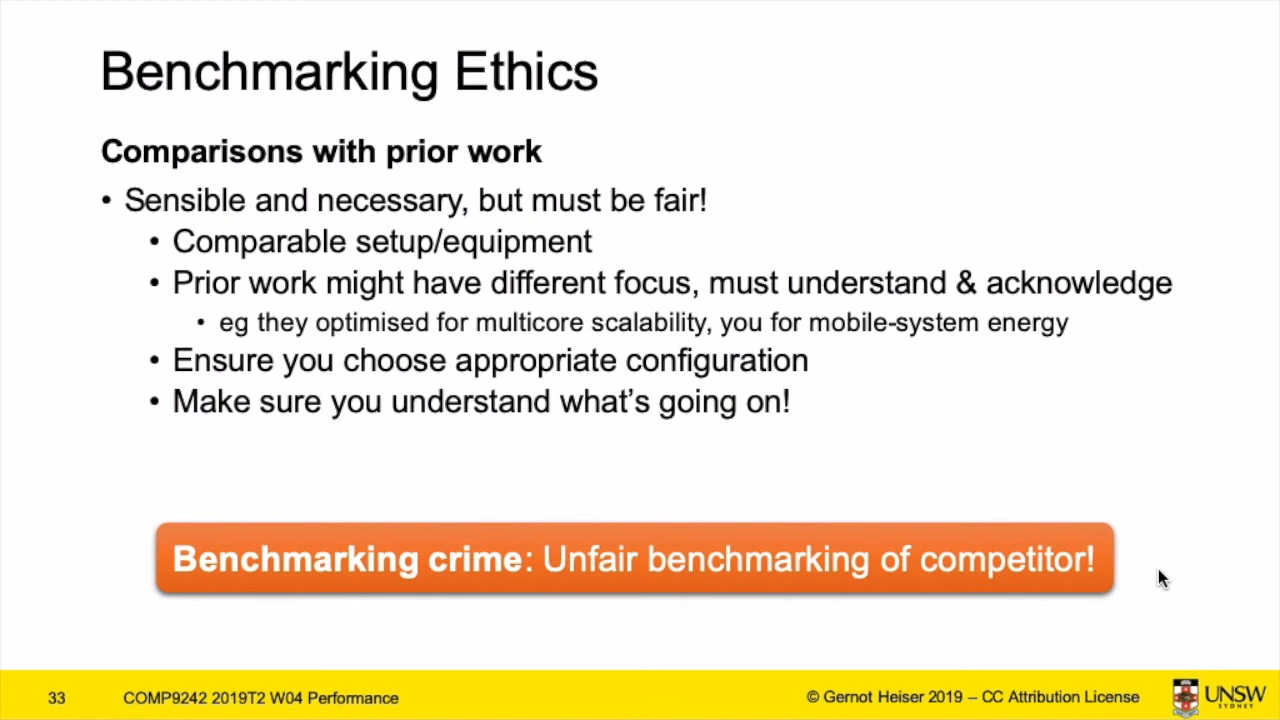 Benchmarking Ethics
Comparisons with prior work
• Sensible and necessary, but must be fair!
• Comparable setup/equipment
• Prior work might have different focus, must understand & acknowledge
• eg they optimised for multicore scalability, you for mobile-system energy
• Ensure you choose appropriate configuration
• Make sure you understand what’s going on!
Benchmarking crime: Unfair benchmarking of competitor!
33 COMP9242 2019T2 W04 Performance © Gernot Heiser 2019 – CC Attribution License UNSW
SYDNEY